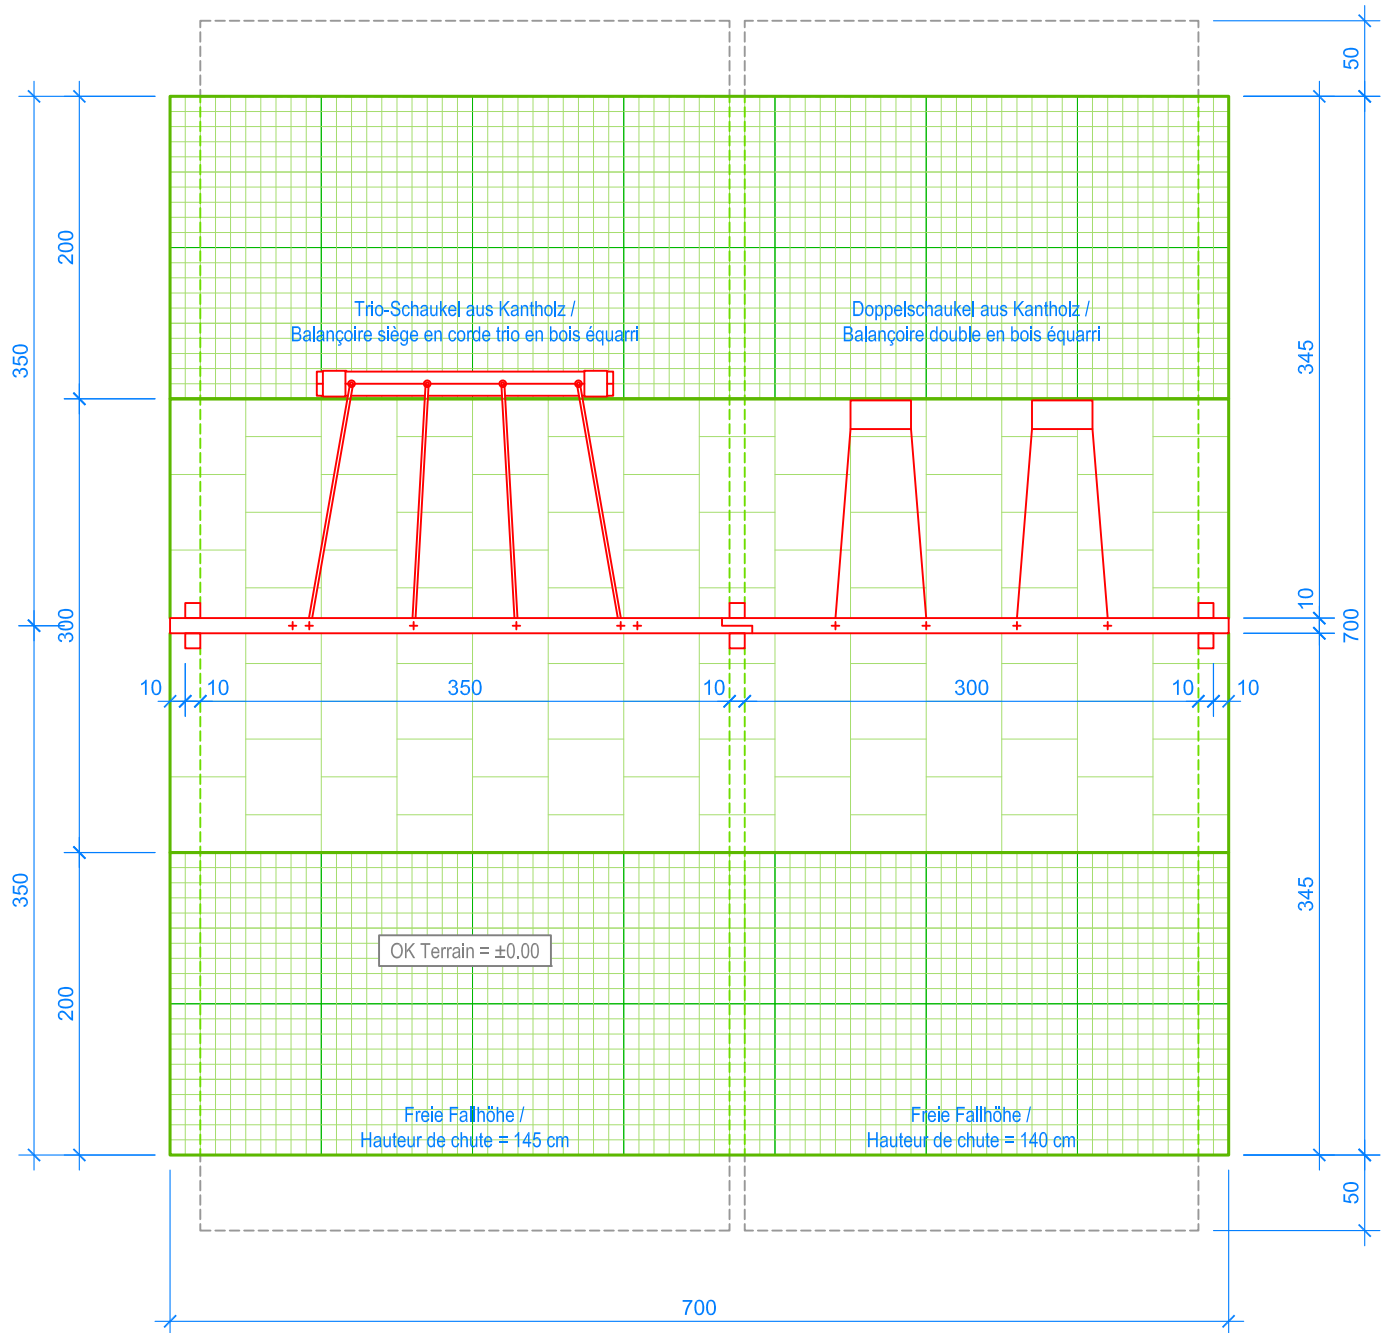 50
200
Trio-Schaukel aus Kantholz /
Balançoire siège en corde trio en bois équarri
Doppelschaukel aus Kantholz /
Balançoire double en bois équarri
350
345
300
10
700
10
10
350
10
300
10
10
350
345
OK Terrain = ±0.00
200
Freie Fallhöhe /
Hauteur de chute = 145 cm
Freie Fallhöhe /
Hauteur de chute = 140 cm
50
700